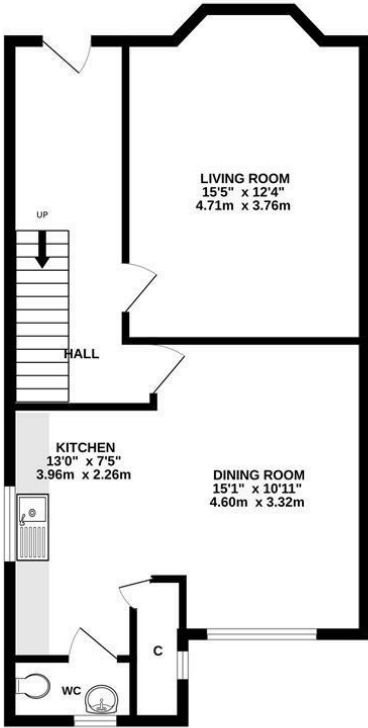 LIVING ROOM
15'5" x 12'4"
4.71m x 3.76m
UP
HALL
KITCHEN
13'0" x 7'5"
3.96m x 2.26m
DINING ROOM
15'1" x 10'11"
4.60m x 3.32m
C
WC